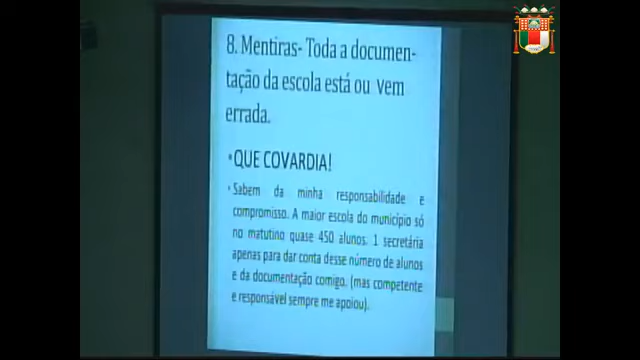 8. Mentiras- Toda a documen-
tação da escola está ou vem
errada.
•QUE COVARDIA!
• Sabem da minha responsabilidade e
compromisso. A maior escola do município só
no matutino quase 450 alunos. 1 secretária
apenas para dar conta desse número de alunos
e da documentação comigo. (mas competente
e responsável sempre me apoiou).